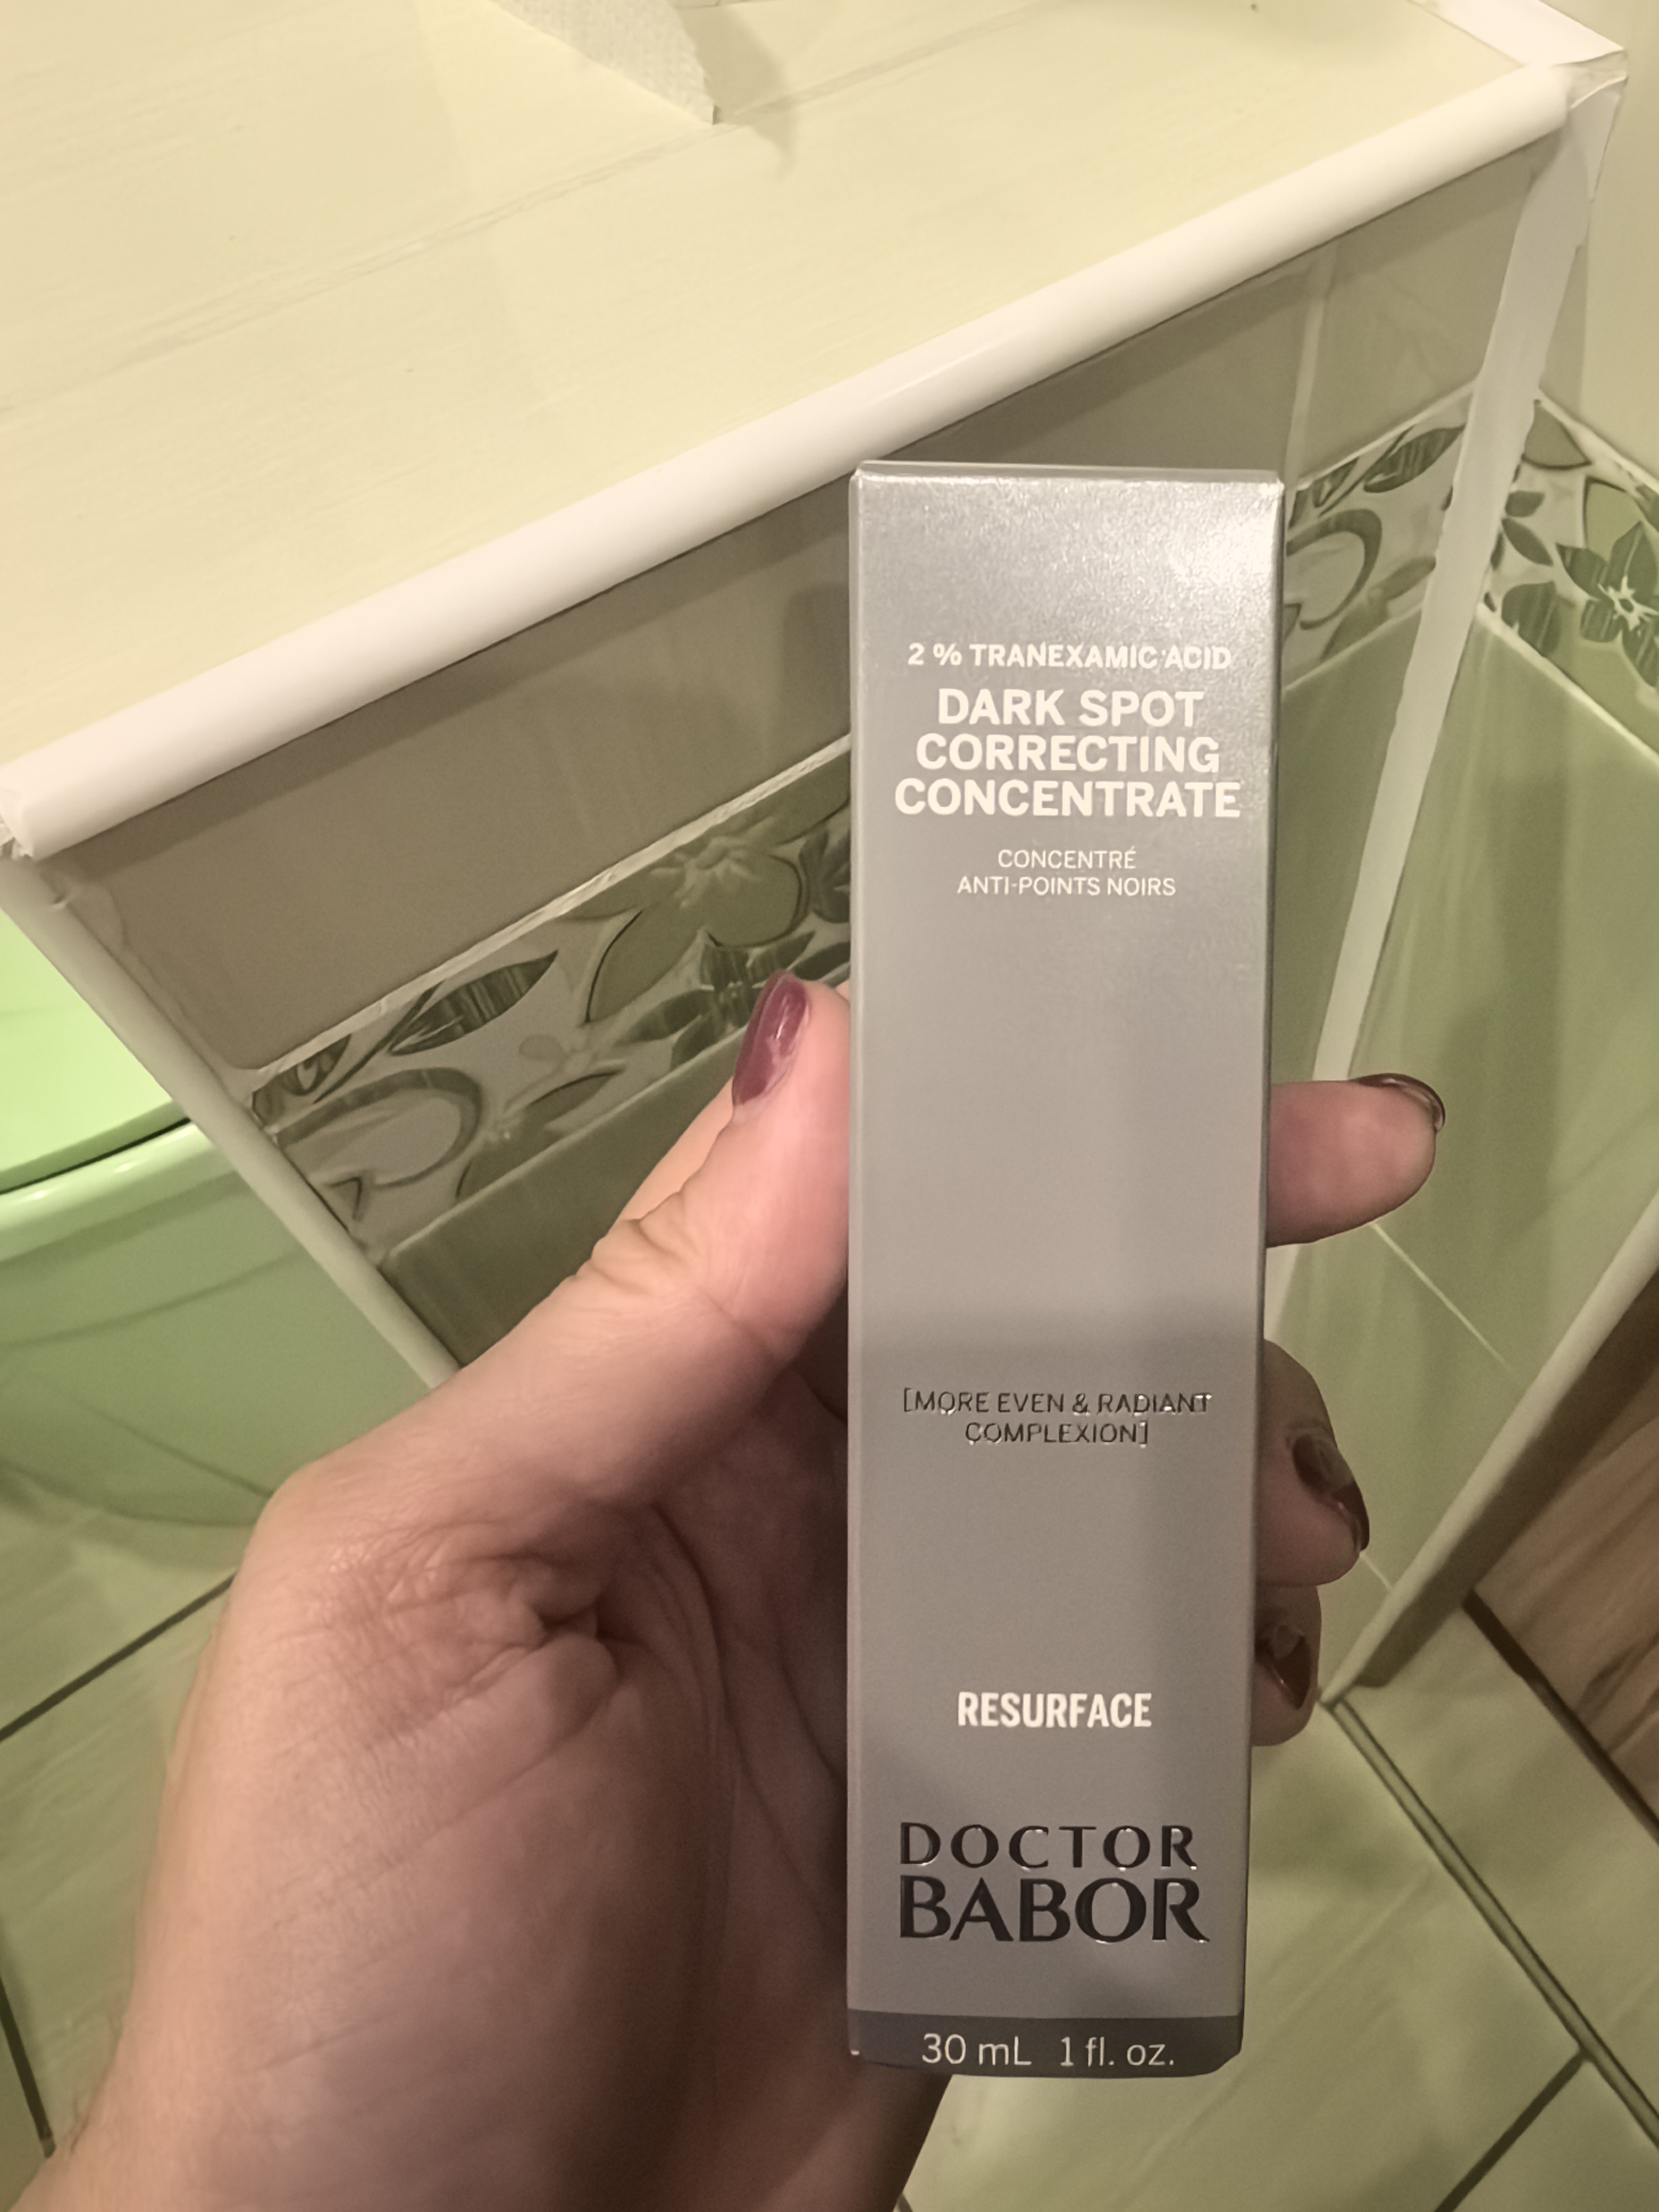 2 % TRANEXAMIC ACID
DARK SPOT
CORRECTING
CONCENTRATE
CONCENTRÉ
ANTI-POINTS NOIRS
[MORE EVEN & RADIANT
COMPLEXION]
RESURFACE
DOCTOR
BABOR
30 mL 1 fl. oz.